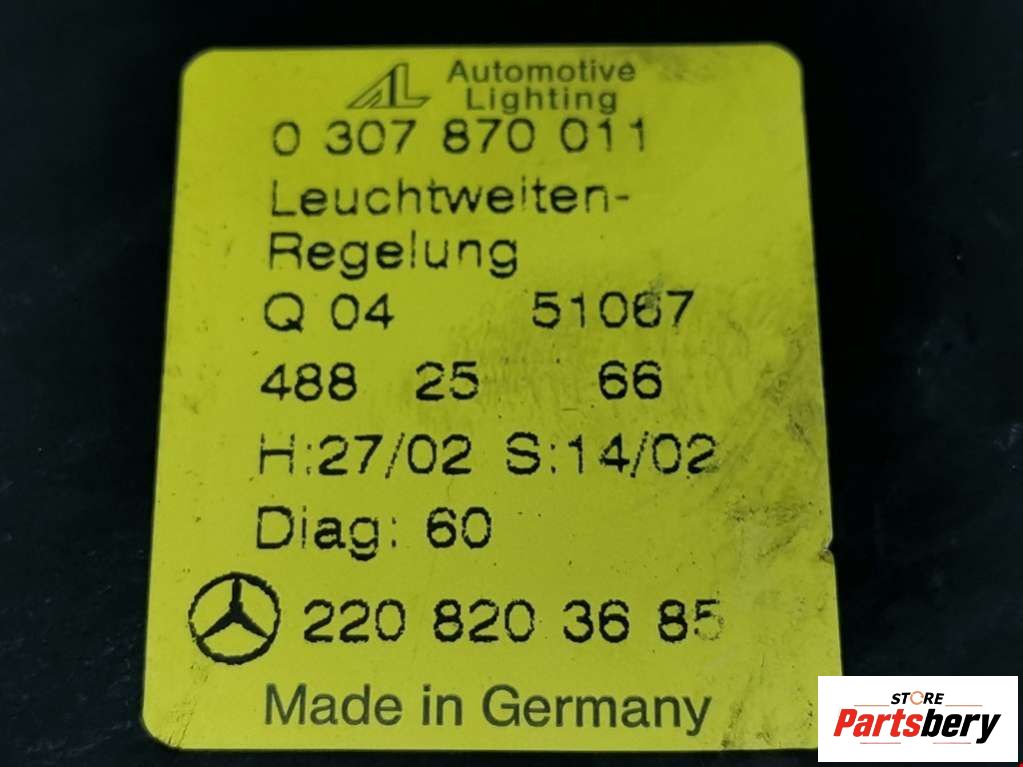 Automotive
Lighting
0 307 870 011
Leuchtweiten-
Regelung
Q 04 51067
488 25 66
H:27/02 S:14/02
Diag: 60
220 820 36 85
Made in Germany
STORE
Partsbery